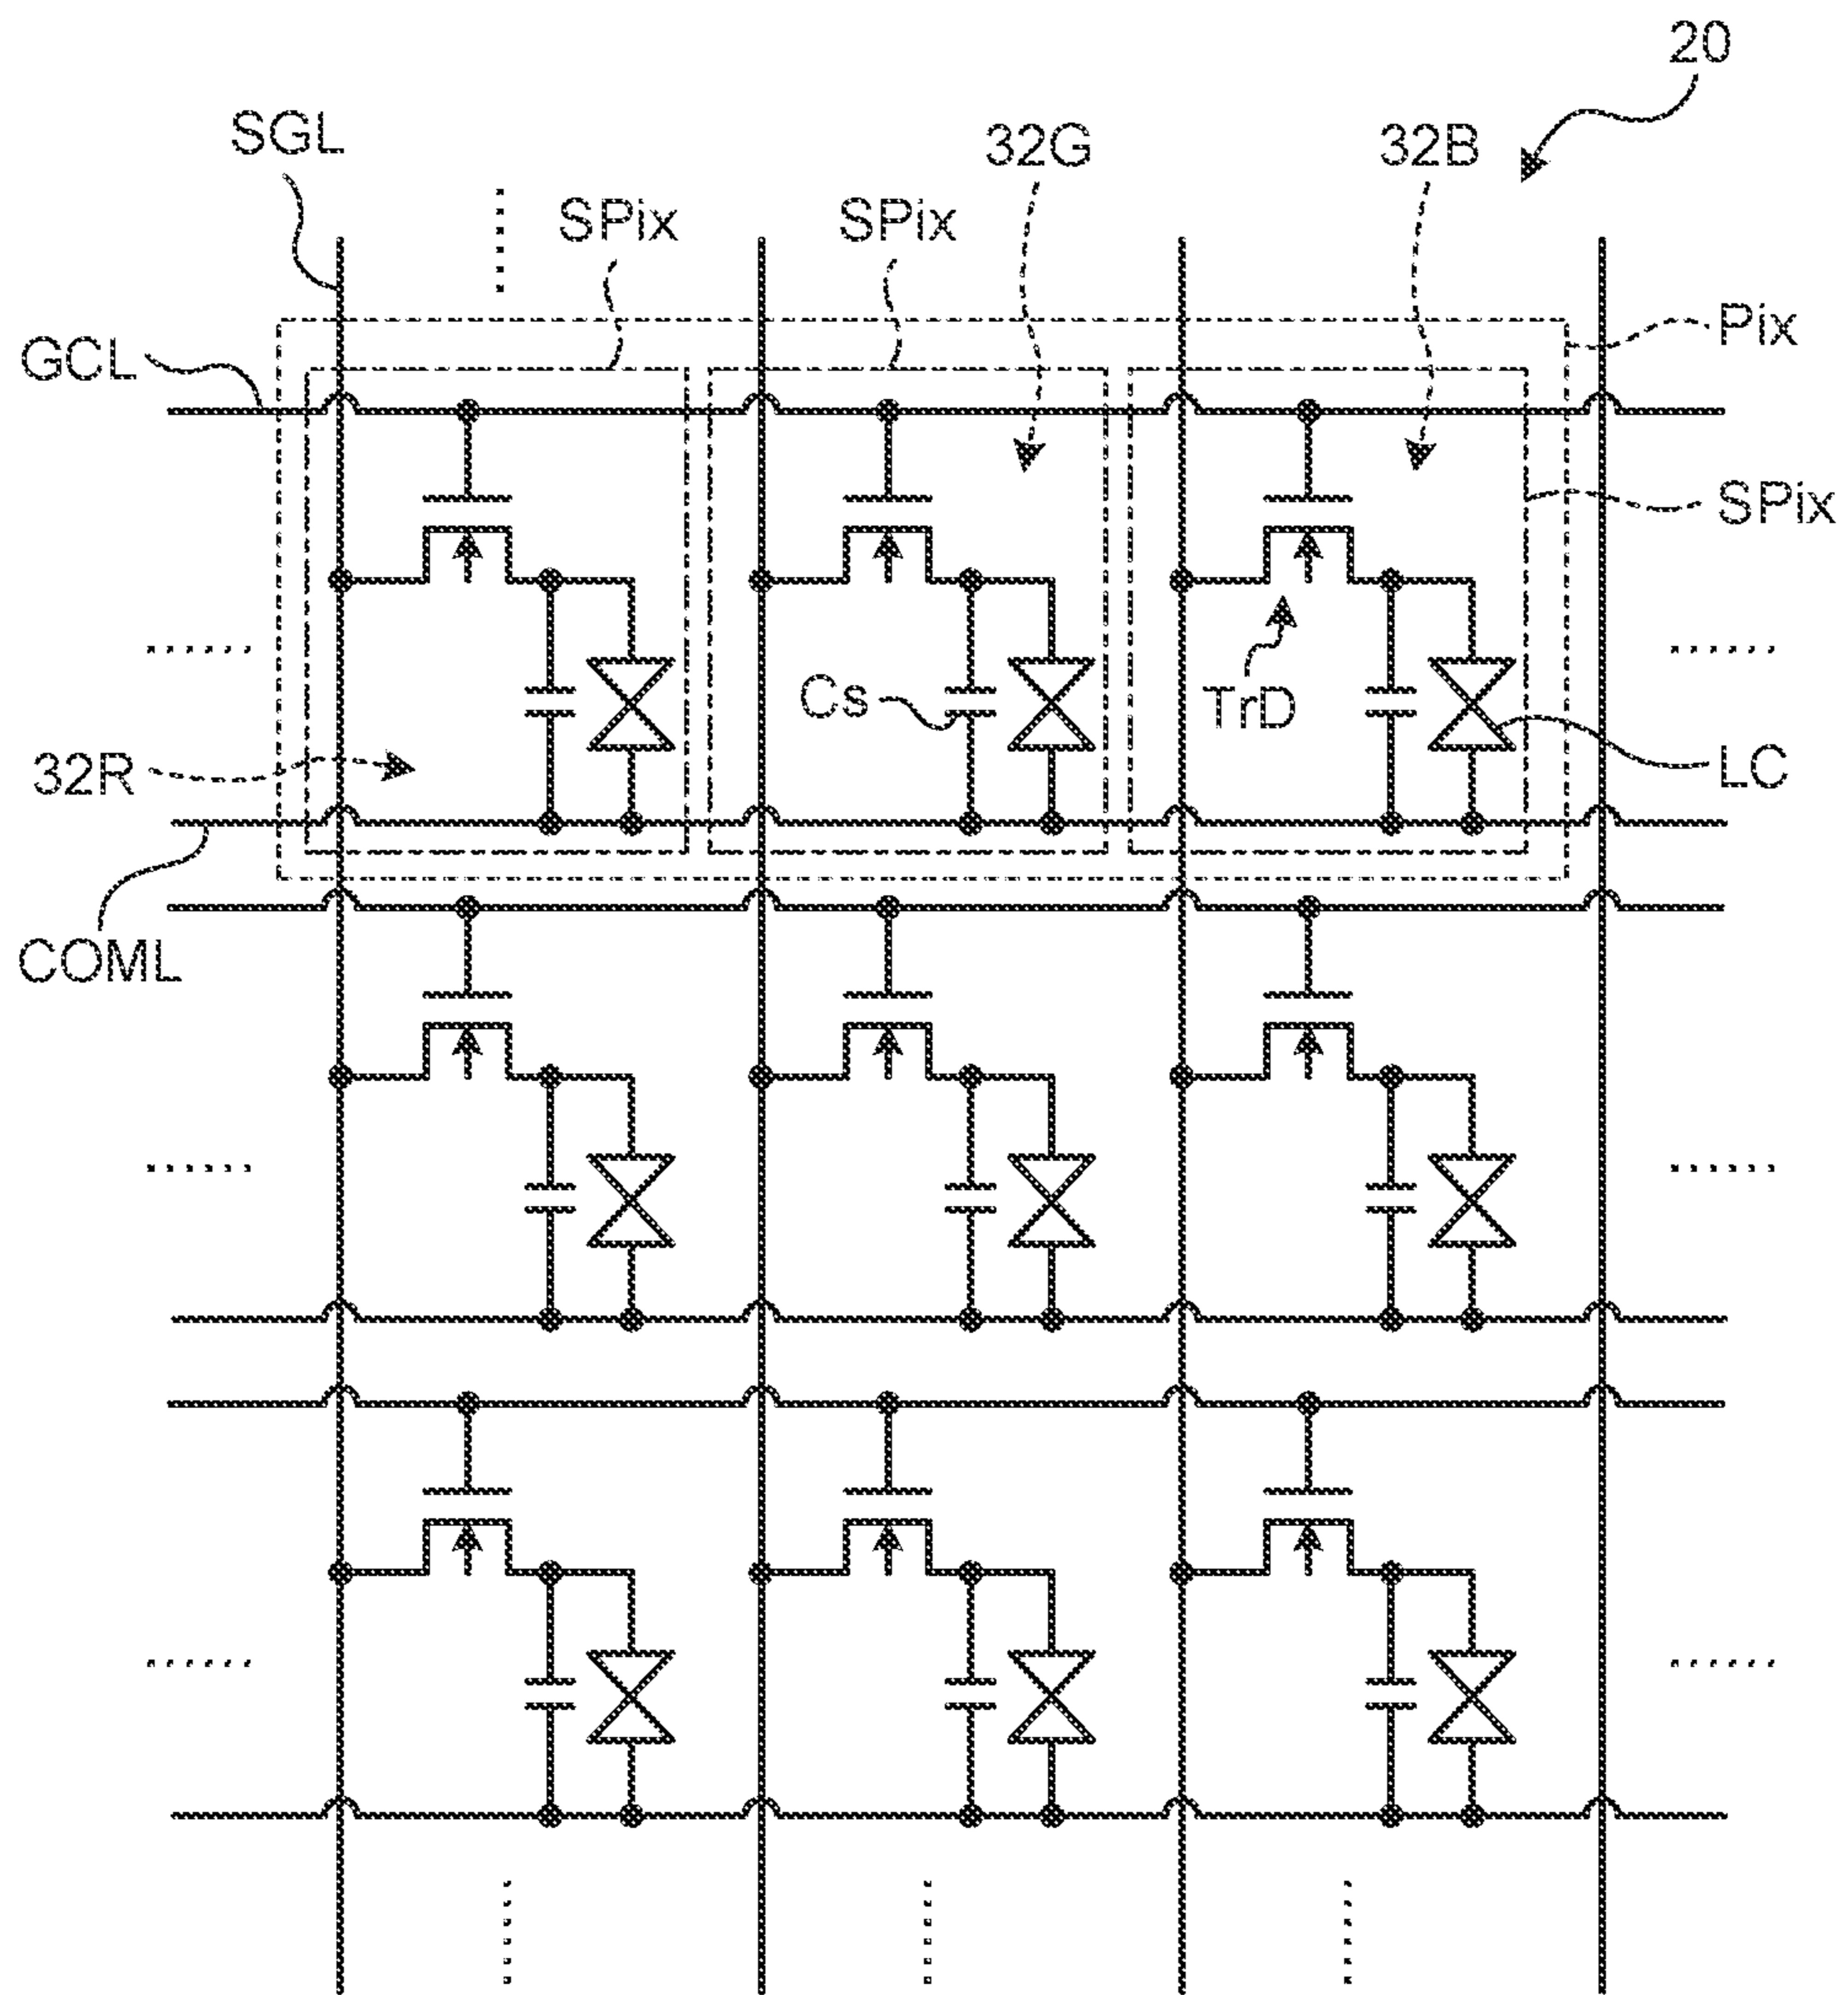 20
SGL
32G
32B
SPix
SPix
Pix
GCL
SPix
Cs
TrD
LC
32R
COML